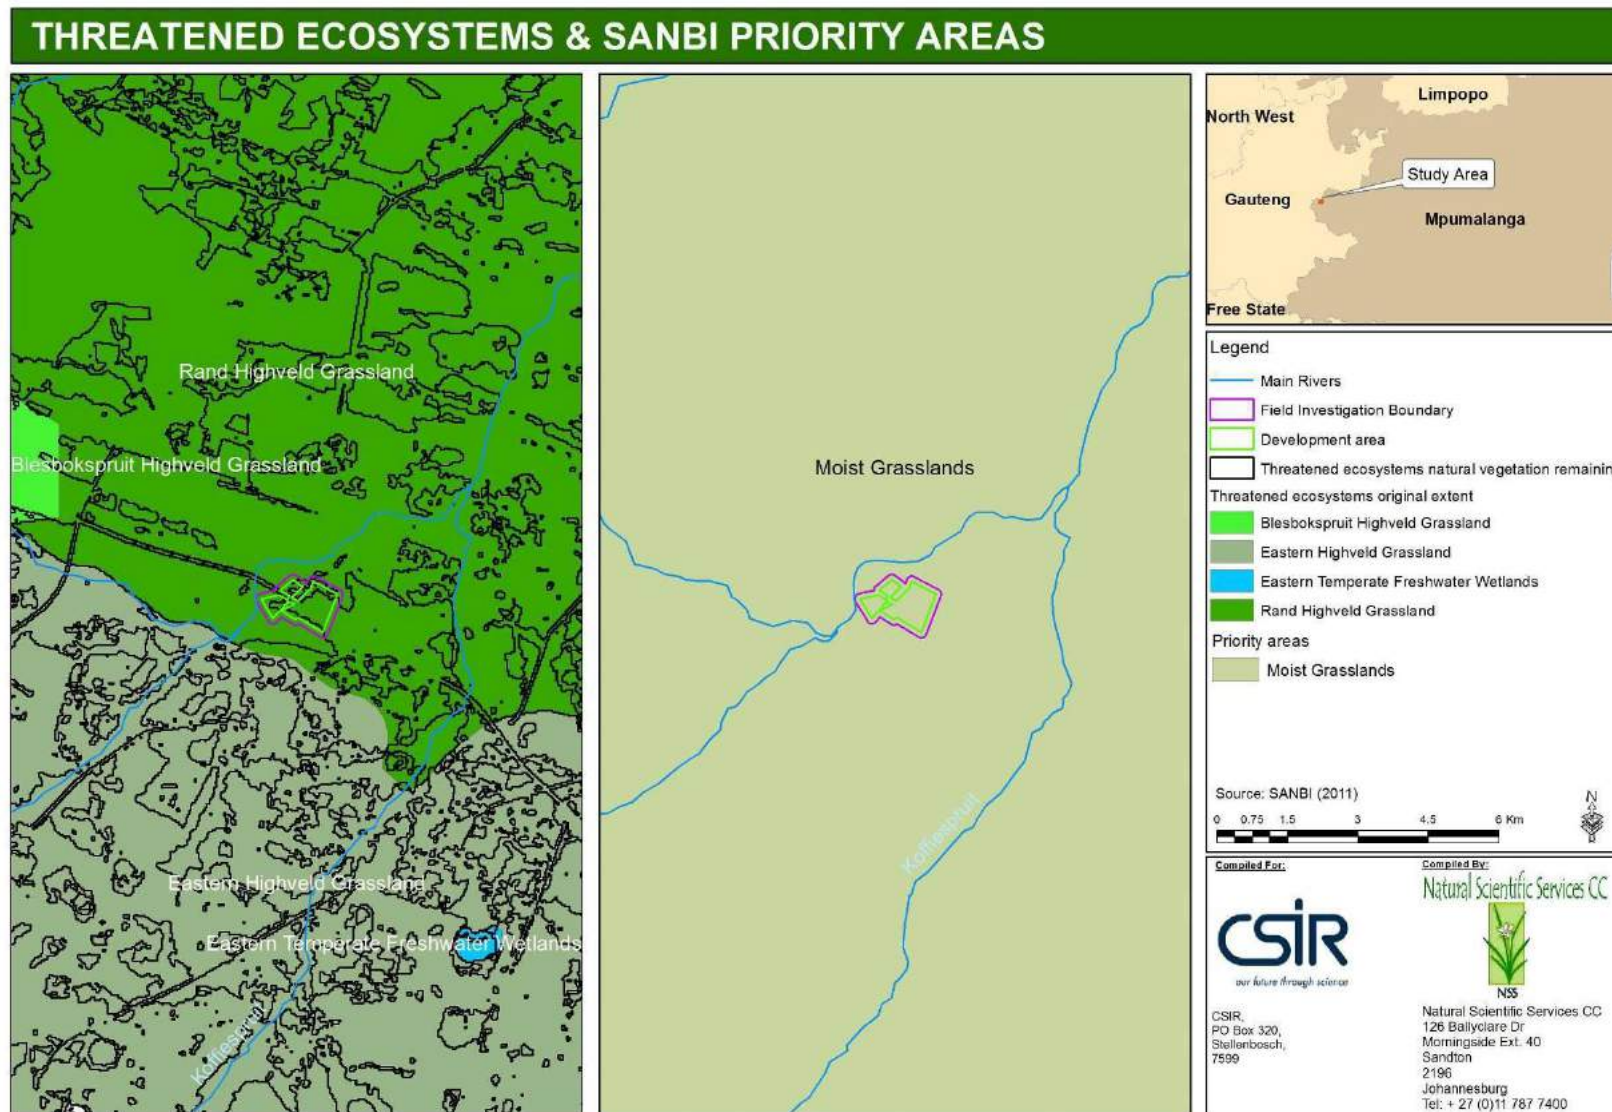 THREATENED ECOSYSTEMS & SANBI PRIORITY AREAS
Rand Highveld Grassland
Blesbokspruit Highveld Grassland
Eastern Highveld Grassland
Eastern Temperate Freshwater Wetlands
Koffiespruit
Moist Grasslands
Koffiespruit
Limpopo
North West
Study Area
Gauteng
Mpumalanga
Free State
Legend
Main Rivers
Field Investigation Boundary
Development area
Threatened ecosystems natural vegetation remainin
Threatened ecosystems original extent
Blesbokspruit Highveld Grassland
Eastern Highveld Grassland
Eastern Temperate Freshwater Wetlands
Rand Highveld Grassland
Priority areas
Moist Grasslands
Source: SANBI (2011)
N
0 0.75 1.5 3 4.5 6 Km
Compiled For:
CSIR
our future through science
CSIR,
PO Box 320,
Stellenbosch,
7599
Compiled By:
Natural Scientific Services CC
NSS
Natural Scientific Services CC
126 Ballyclare Dr
Morningside Ext. 40
Sandton
2196
Johannesburg
Tel: + 27 (0)11 787 7400